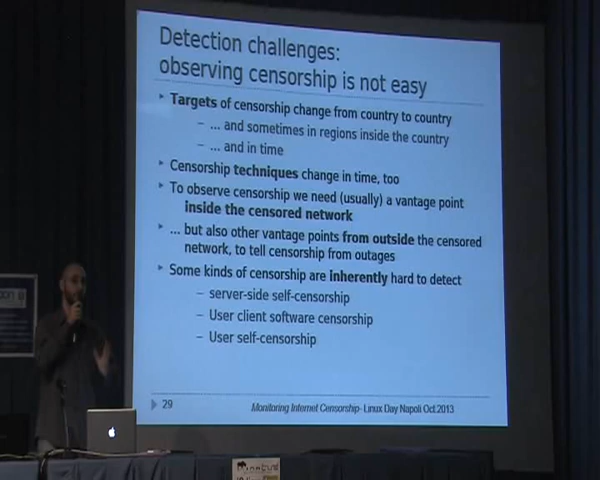 Detection challenges:
observing censorship is not easy
Targets of censorship change from country to country
– ... and sometimes in regions inside the country
– ... and in time
Censorship techniques change in time, too
To observe censorship we need (usually) a vantage point
inside the censored network
... but also other vantage points from outside the censored
network, to tell censorship from outages
Some kinds of censorship are inherently hard to detect
– server-side self-censorship
– User client software censorship
– User self-censorship
29
Monitoring Internet Censorship- Linux Day Napoli Oct.2013